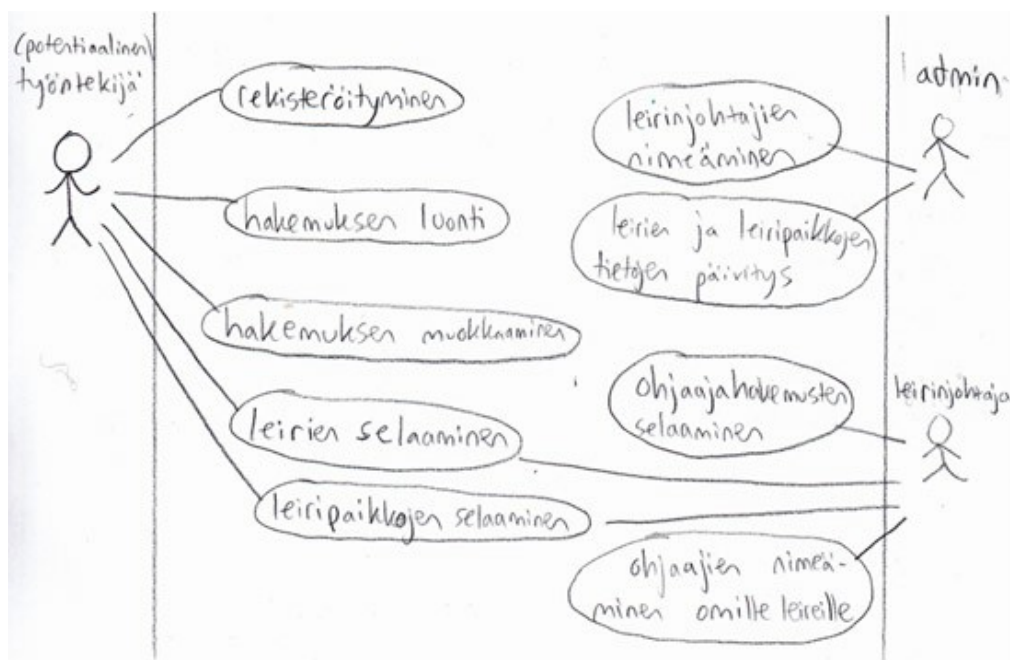 (potentiaalinen)
työntekijä
rekisteröityminen
hakemuksen luonti
hakemuksen muokkaaminen
leirien selaaminen
leiripaikkojen selaaminen
admin
leirinjohtajien
nimeäminen
leirien ja leiripaikkojen
tietojen päivitys
leirinjohtaja
ohjaajahakemusten
selaaminen
ohjaajien nimeä-
minen omille leireille